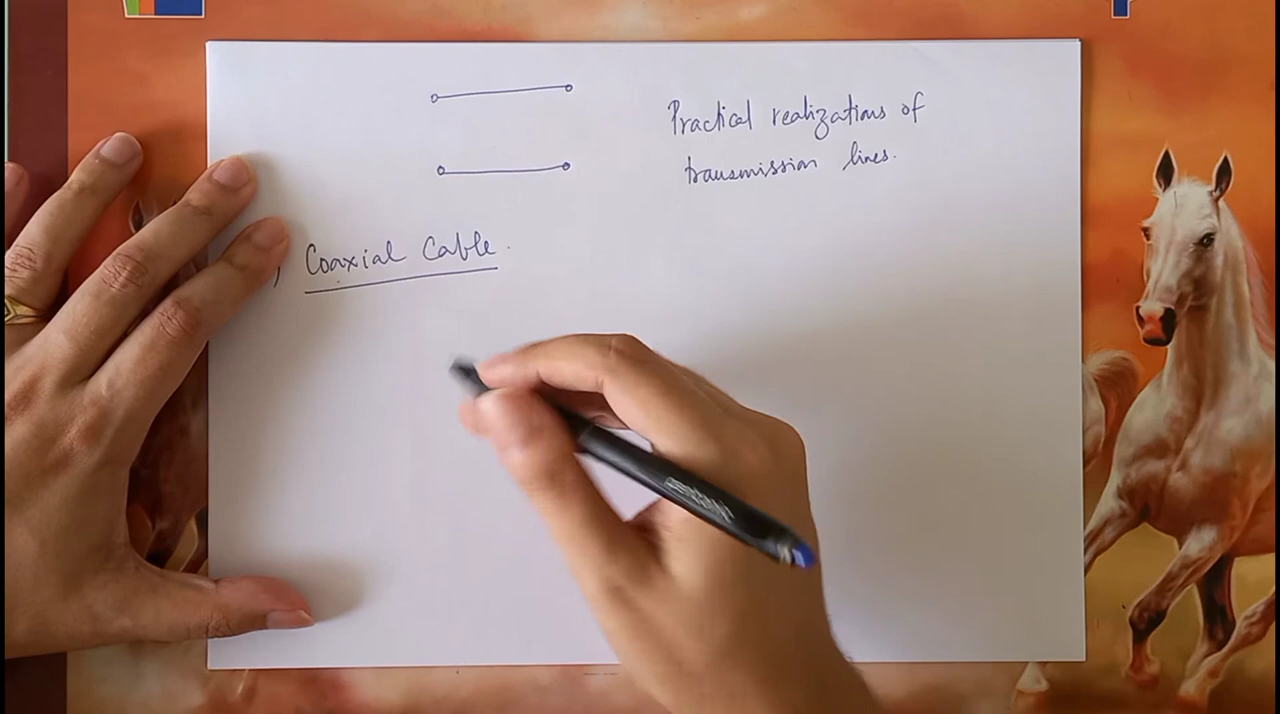 Practical realizations of
transmission lines.
Coaxial Cable.